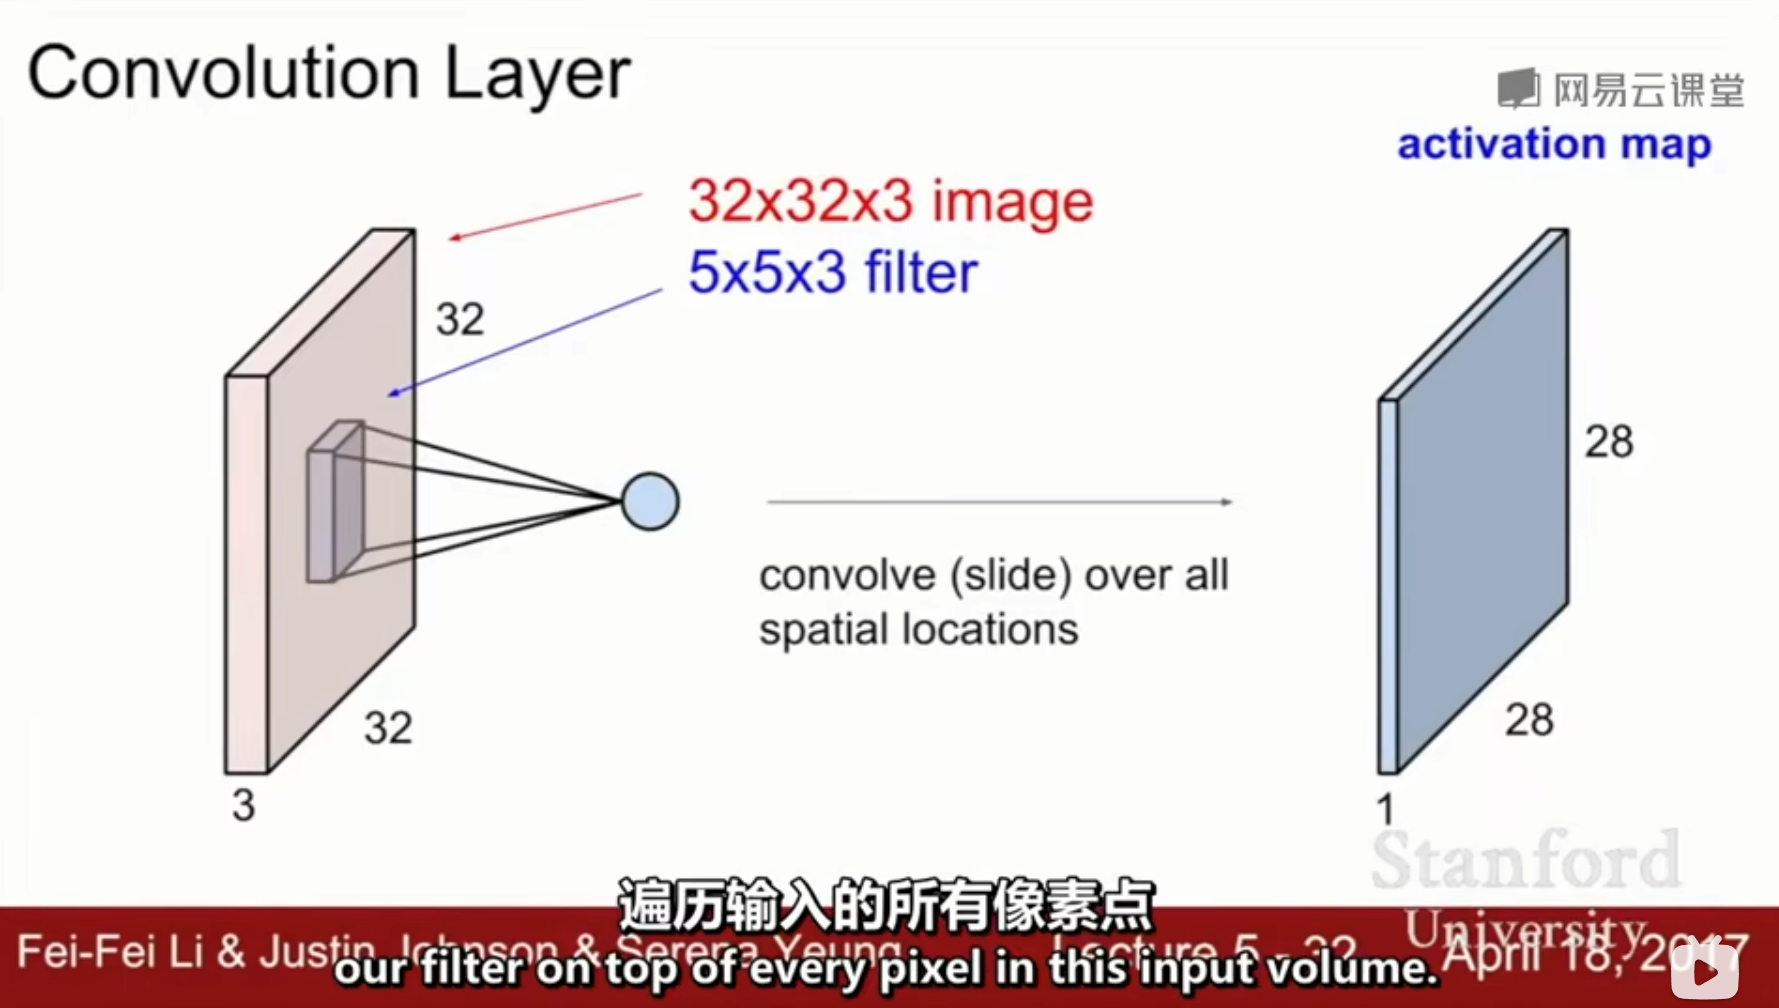 Convolution Layer
网易云课堂
activation map
32x32x3 image
5x5x3 filter
32
28
convolve (slide) over all
spatial locations
32
28
3
1
Stanford
University
遍历输入的所有像素点
Fei-Fei Li & Justin Johnson & Serena Yeung
Lecture 5 - 32
April 18, 2017
our filter on top of every pixel in this input volume.